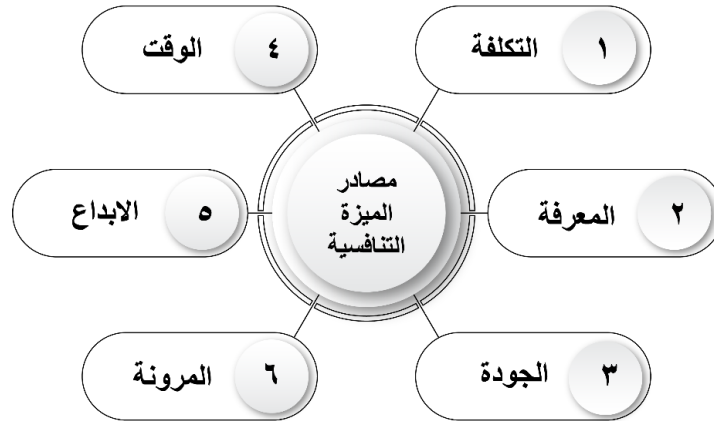 مصادر
الميزة
التنافسية
١ التكلفة
٢ المعرفة
٣ الجودة
٤ الوقت
٥ الابداع
٦ المرونة